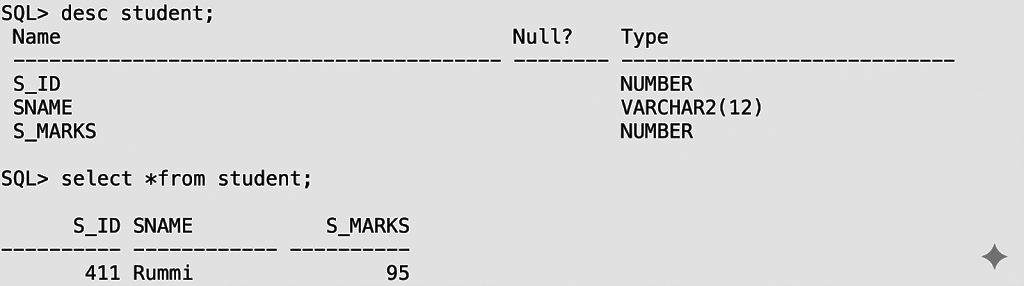 SQL> desc student;
Name Null? Type
----------------------------------------- -------- ----------------------------
S_ID NUMBER
SNAME VARCHAR2(12)
S_MARKS NUMBER
SQL> select *from student;
S_ID SNAME S_MARKS
---------- ------------ ----------
411 Rummi 95